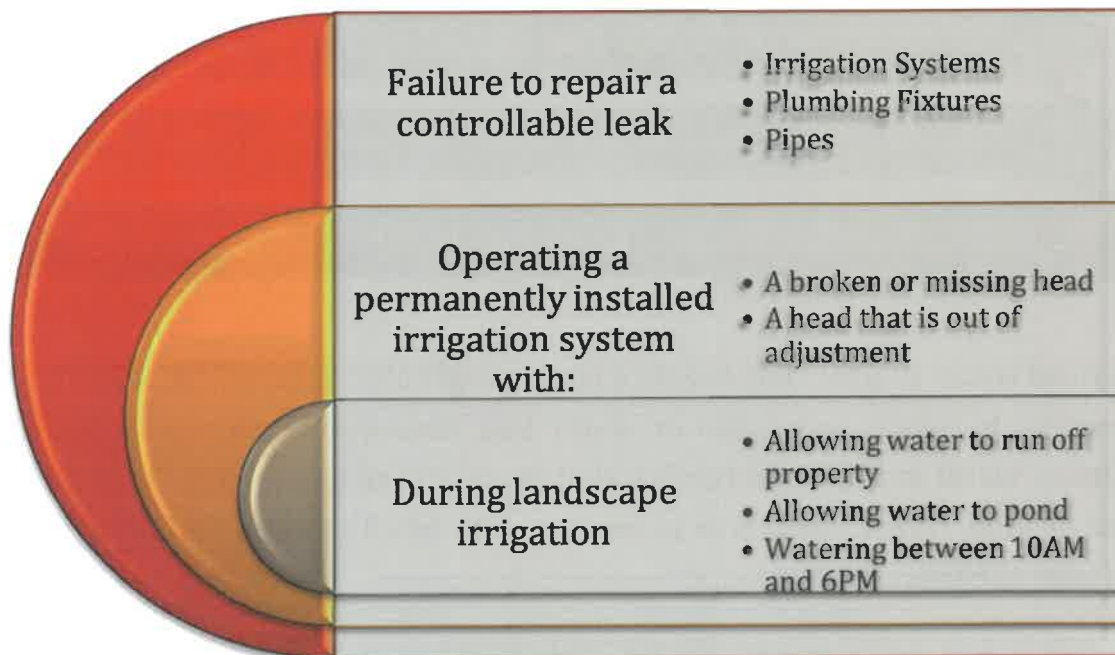 Failure to repair a
controllable leak
• Irrigation Systems
• Plumbing Fixtures
• Pipes
Operating a
permanently installed
irrigation system
with:
• A broken or missing head
• A head that is out of
adjustment
During landscape
irrigation
• Allowing water to run off
property
• Allowing water to pond
• Watering between 10AM
and 6PM